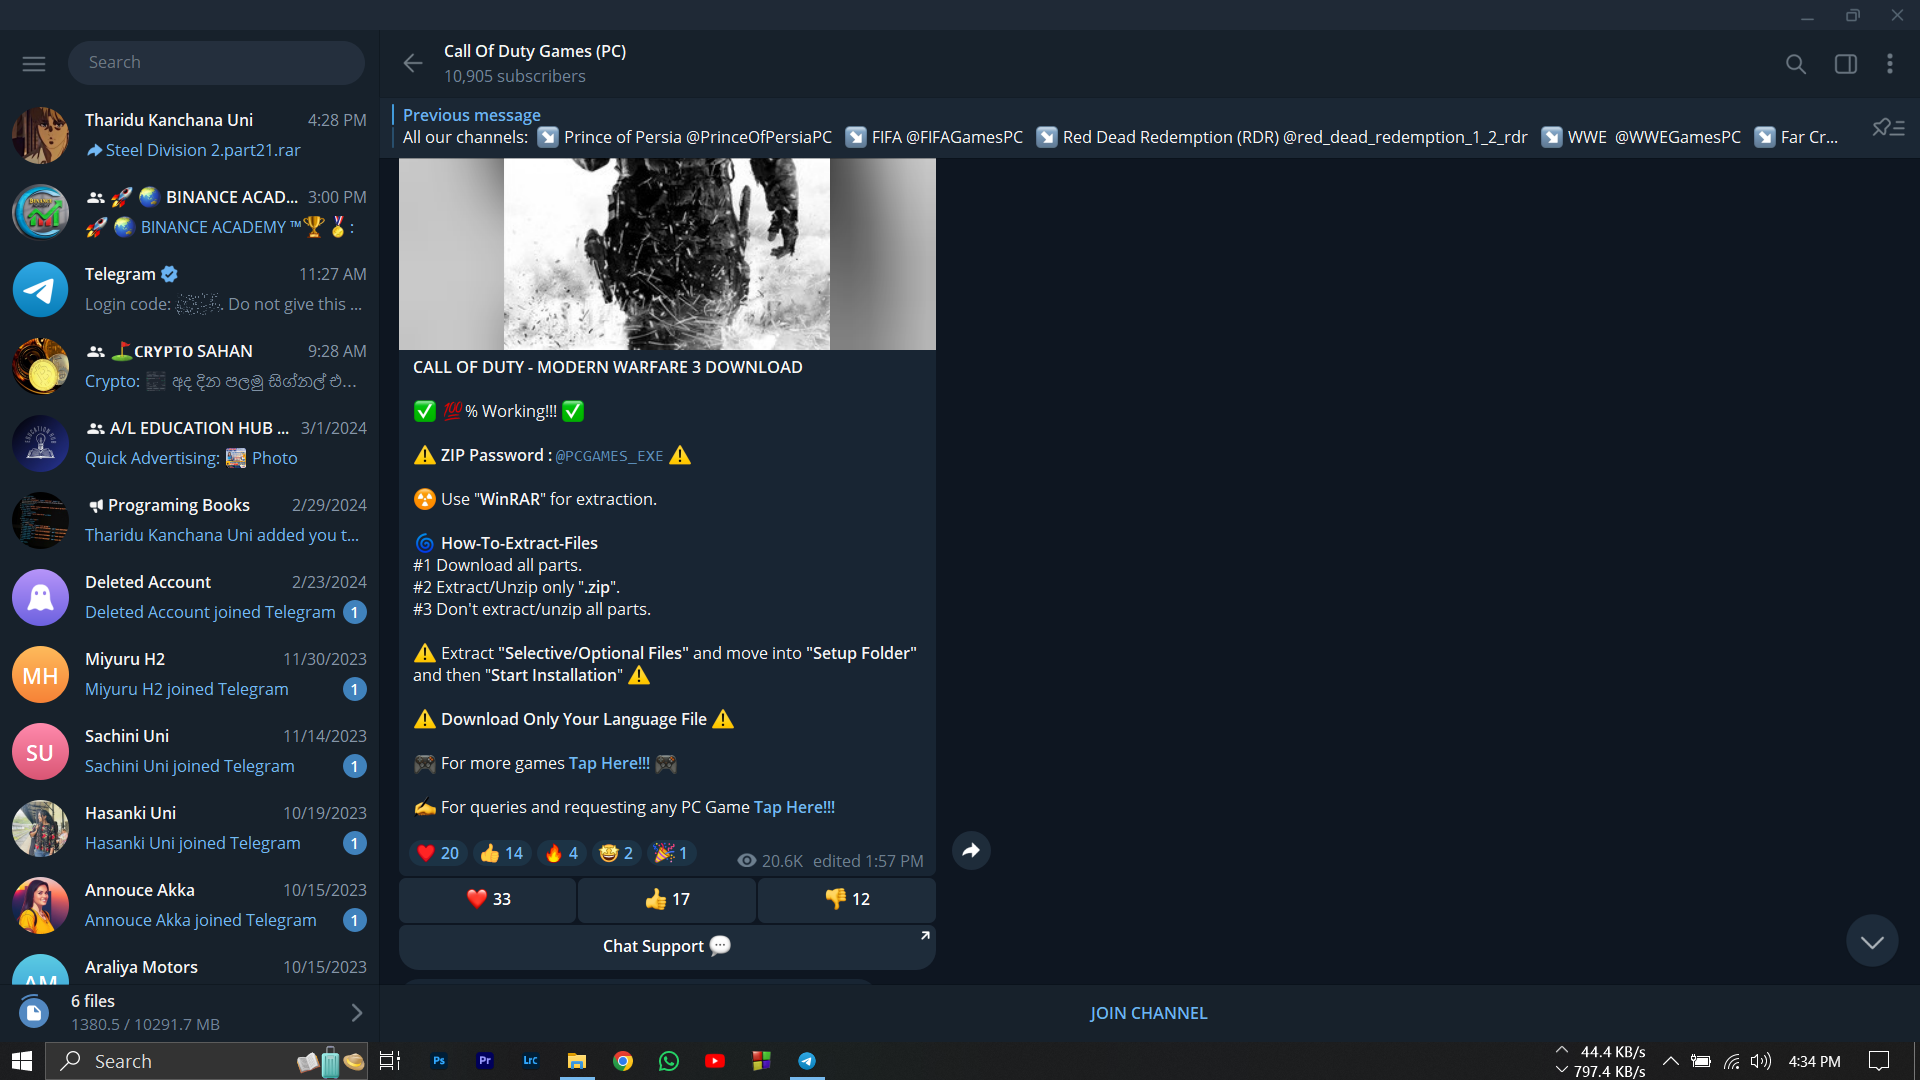 Search
Tharidu Kanchana Uni 4:28 PM
Steel Division 2.part21.rar
BINANCE ACAD... 3:00 PM
BINANCE ACADEMY ™🏆🏅:
Telegram 11:27 AM
Login code: . Do not give this ...
CRYPTO SAHAN 9:28 AM
Crypto: අද දින පලමු සිග්නල් එ...
A/L EDUCATION HUB ... 3/1/2024
Quick Advertising: Photo
Programing Books 2/29/2024
Tharidu Kanchana Uni added you t...
Deleted Account 2/23/2024
Deleted Account joined Telegram 1
MH
Miyuru H2 11/30/2023
Miyuru H2 joined Telegram 1
SU
Sachini Uni 11/14/2023
Sachini Uni joined Telegram 1
Hasanki Uni 10/19/2023
Hasanki Uni joined Telegram 1
Annouce Akka 10/15/2023
Annouce Akka joined Telegram 1
AM
Araliya Motors 10/15/2023
6 files
1380.5 / 10291.7 MB
Call Of Duty Games (PC)
10,905 subscribers
Previous message
All our channels: ↘️ Prince of Persia @PrinceOfPersiaPC ↘️ FIFA @FIFAGamesPC ↘️ Red Dead Redemption (RDR) @red_dead_redemption_1_2_rdr ↘️ WWE @WWEGamesPC ↘️ Far Cr...
CALL OF DUTY - MODERN WARFARE 3 DOWNLOAD
✅ 💯% Working!!! ✅
⚠️ ZIP Password : @PCGAMES_EXE ⚠️
☢️ Use "WinRAR" for extraction.
🌀 How-To-Extract-Files
#1 Download all parts.
#2 Extract/Unzip only ".zip".
#3 Don't extract/unzip all parts.
⚠️ Extract "Selective/Optional Files" and move into "Setup Folder"
and then "Start Installation" ⚠️
⚠️ Download Only Your Language File ⚠️
🎮 For more games Tap Here!!! 🎮
✍️ For queries and requesting any PC Game Tap Here!!!
❤️ 20 👍 14 🔥 4 🤩 2 🎉 1 20.6K edited 1:57 PM
❤️ 33 👍 17 👎 12
Chat Support 💬
JOIN CHANNEL
Search
Ps Pr Lrc
44.4 KB/s
797.4 KB/s
4:34 PM